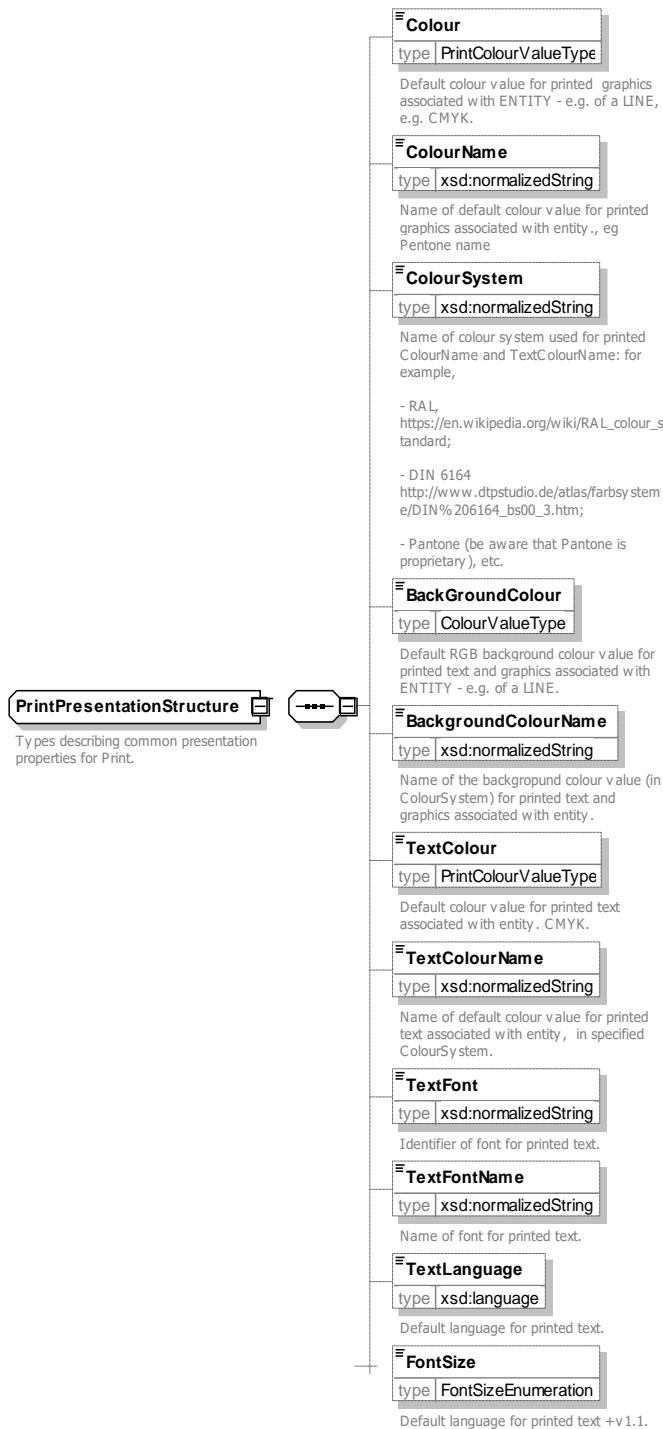 Colour
type PrintColourValueType
Default colour value for printed graphics
associated with ENTITY - e.g. of a LINE,
e.g. CMYK.
ColourName
type xsd:normalizedString
Name of default colour value for printed
graphics associated with entity., eg
Pentone name
ColourSystem
type xsd:normalizedString
Name of colour system used for printed
ColourName and TextColourName: for
example,
- RAL,
https://en.wikipedia.org/wiki/RAL_colour_s
tandard;
- DIN 6164
http://www.dtpstudio.de/atlas/farbsystem
e/DIN%206164_bs00_3.htm;
- Pantone (be aware that Pantone is
proprietary), etc.
BackGroundColour
type ColourValueType
Default RGB background colour value for
printed text and graphics associated with
ENTITY - e.g. of a LINE.
PrintPresentationStructure
Types describing common presentation
properties for Print.
BackgroundColourName
type xsd:normalizedString
Name of the backgropund colour value (in
ColourSystem) for printed text and
graphics associated with entity.
TextColour
type PrintColourValueType
Default colour value for printed text
associated with entity. CMYK.
TextColourName
type xsd:normalizedString
Name of default colour value for printed
text associated with entity, in specified
ColourSystem.
TextFont
type xsd:normalizedString
Identifier of font for printed text.
TextFontName
type xsd:normalizedString
Name of font for printed text.
TextLanguage
type xsd:language
Default language for printed text.
FontSize
type FontSizeEnumeration
Default language for printed text +v1.1.